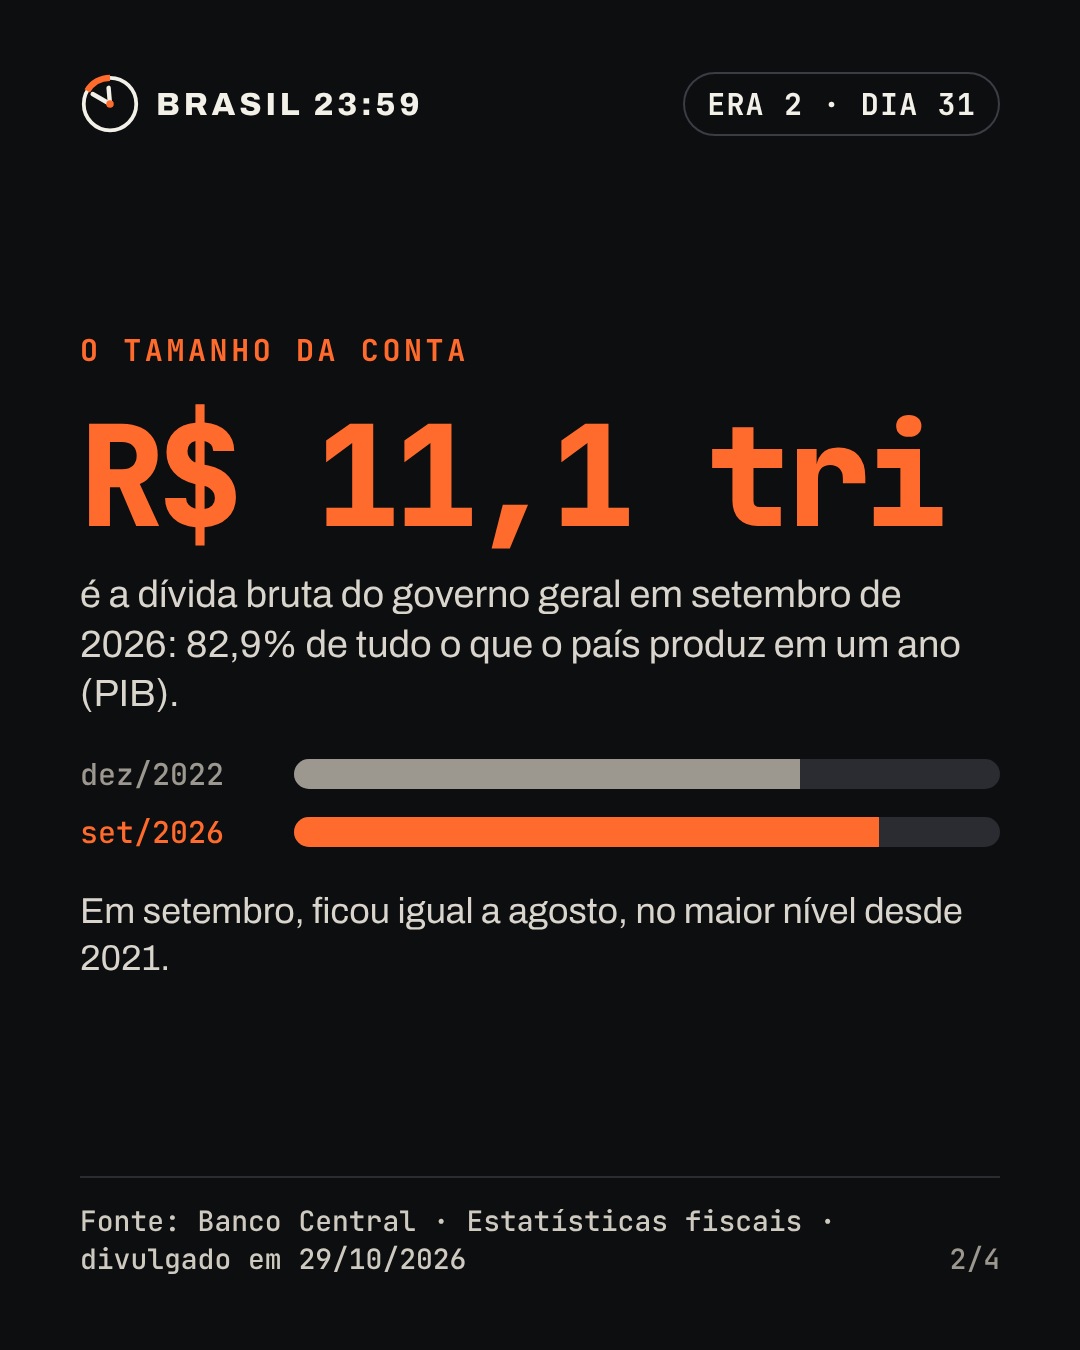 BRASIL 23:59
ERA 2 · DIA 31
O TAMANHO DA CONTA
R$ 11,1 tri
é a dívida bruta do governo geral em setembro de
2026: 82,9% de tudo o que o país produz em um ano
(PIB).
dez/2022
set/2026
Em setembro, ficou igual a agosto, no maior nível desde
2021.
Fonte: Banco Central · Estatísticas fiscais ·
divulgado em 29/10/2026
2/4